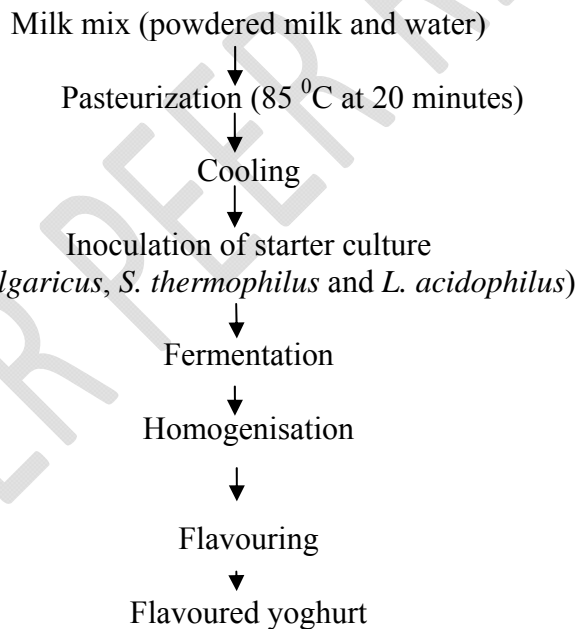 Milk mix (powdered milk and water)
Pasteurization (85 ⁰C at 20 minutes)
Cooling
Inoculation of starter culture
lgaricus, S. thermophilus and L. acidophilus)
Fermentation
Homogenisation
Flavouring
Flavoured yoghurt